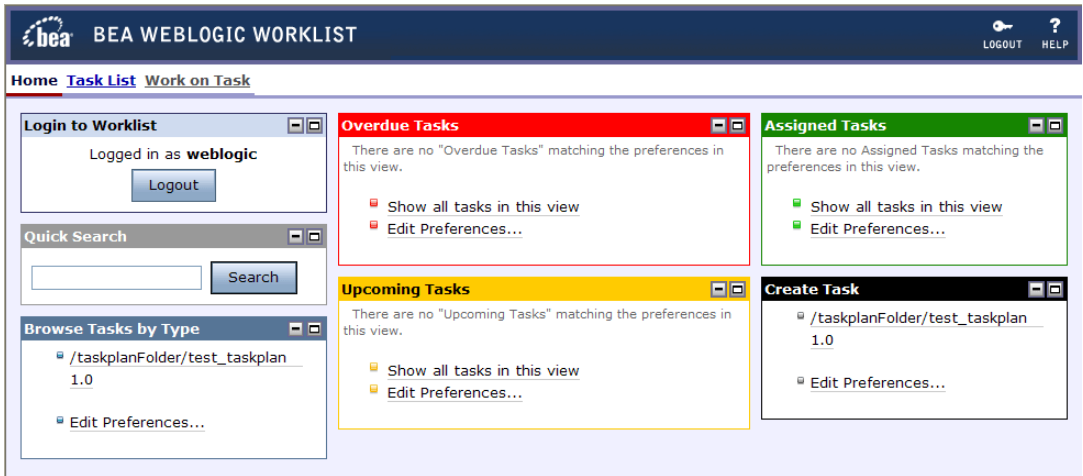 bea BEA WEBLOGIC WORKLIST
LOGOUT
? HELP
Home Task List Work on Task
Login to Worklist
Logged in as weblogic
Logout
Quick Search
Search
Browse Tasks by Type
/taskplanFolder/test_taskplan
1.0
Edit Preferences...
Overdue Tasks
There are no "Overdue Tasks" matching the preferences in
this view.
Show all tasks in this view
Edit Preferences...
Upcoming Tasks
There are no "Upcoming Tasks" matching the preferences in
this view.
Show all tasks in this view
Edit Preferences...
Assigned Tasks
There are no Assigned Tasks matching the
preferences in this view.
Show all tasks in this view
Edit Preferences...
Create Task
/taskplanFolder/test_taskplan
1.0
Edit Preferences...